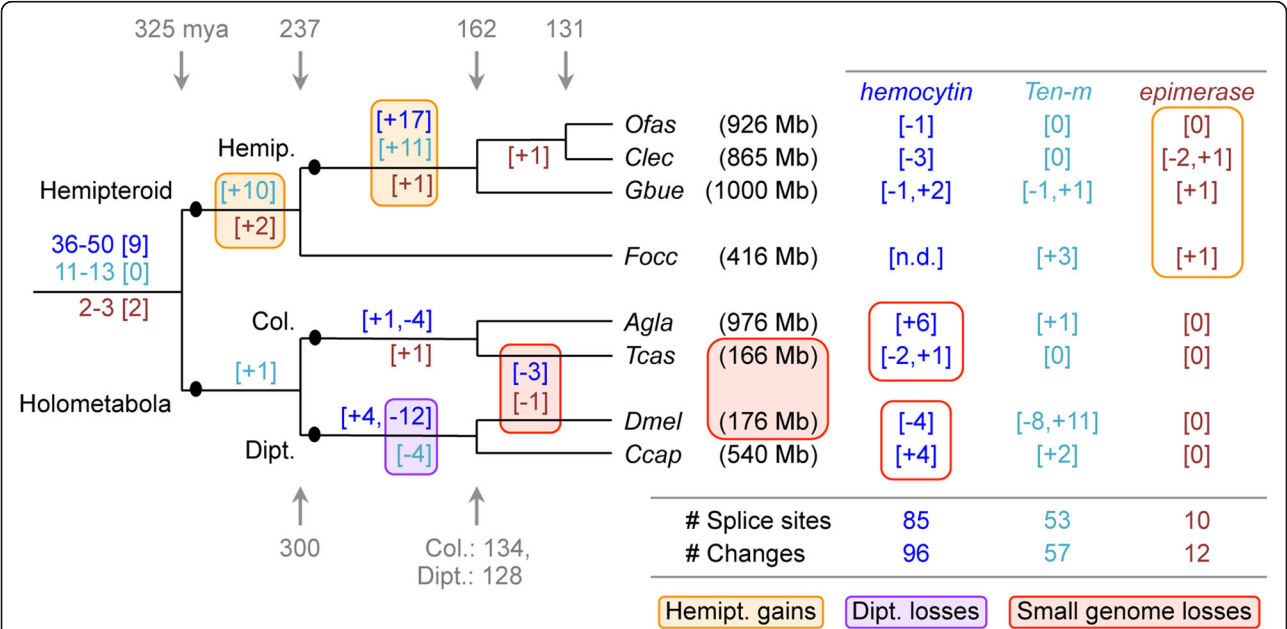 325 mya 237 162 131
hemocytin Ten-m epimerase
[+17] Ofas (926 Mb) [-1] [0] [0]
Hemip. [+11] [+1] Clec (865 Mb) [-3] [0] [-2,+1]
Hemipteroid [+10] [+1] Gbue (1000 Mb) [-1,+2] [-1,+1] [+1]
[+2]
36-50 [9] Focc (416 Mb) [n.d.] [+3] [+1]
11-13 [0]
2-3 [2]
Col. [+1,-4] Agla (976 Mb) [+6] [+1] [0]
[+1] Tcas (166 Mb) [-2,+1] [0] [0]
[+1] [-3]
[-1]
Holometabola [+4, -12] Dmel (176 Mb) [-4] [-8,+11] [0]
Dipt. [-4] Ccap (540 Mb) [+4] [+2] [0]
# Splice sites 85 53 10
300 Col.: 134, # Changes 96 57 12
Dipt.: 128
Hemipt. gains Dipt. losses Small genome losses